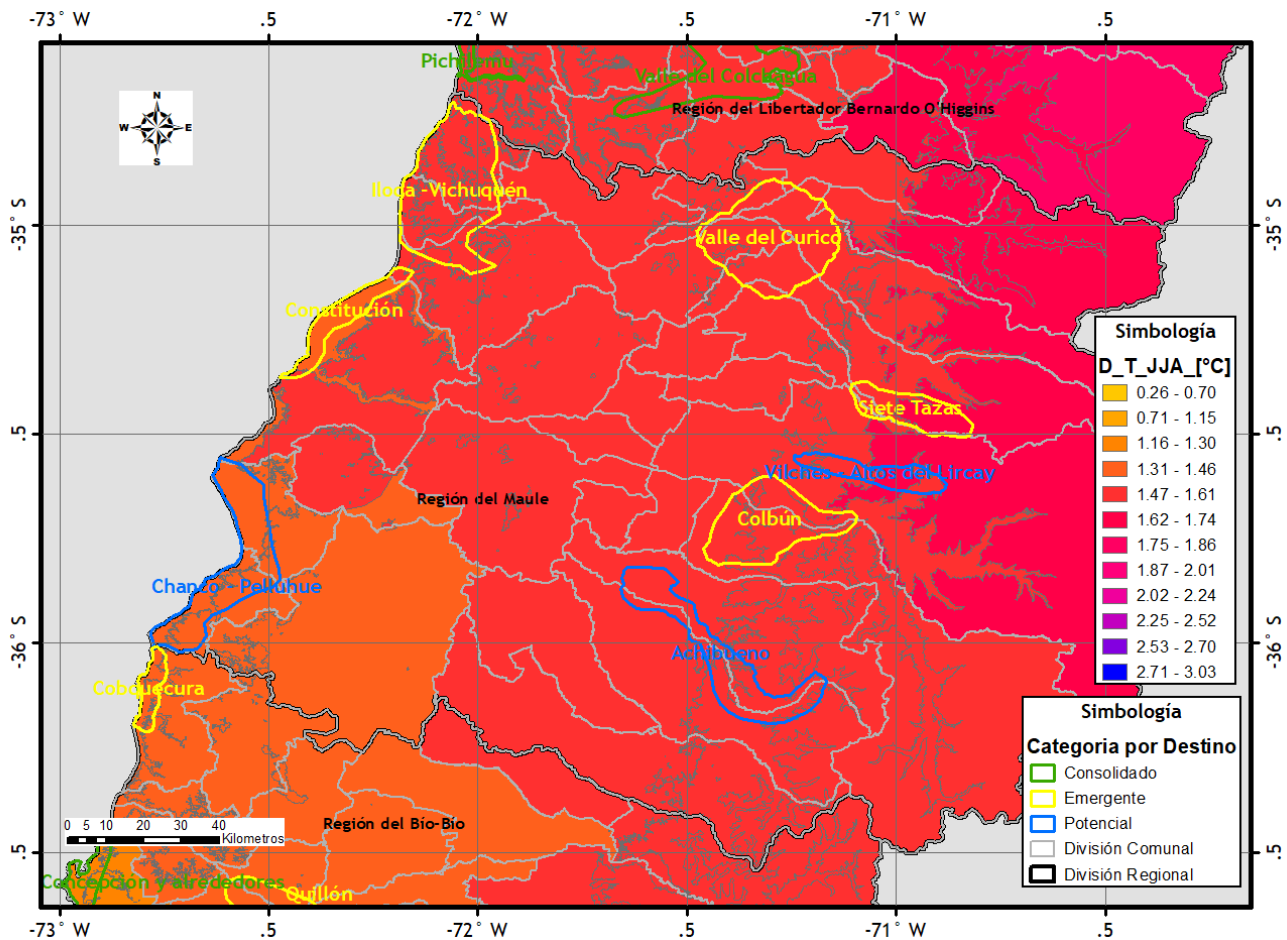 -73° W
.5
-72° W
.5
-71° W
.5
Pichilemu
Valle del Colchagua
Región del Libertador Bernardo O'Higgins
N
W
E
S
Iloca -Vichuquén
-35° S
-35° S
Valle del Curicó
Constitución
Simbología
D_T_JJA_[°C]
0.26 - 0.70
0.71 - 1.15
1.16 - 1.30
1.31 - 1.46
1.47 - 1.61
1.62 - 1.74
1.75 - 1.86
1.87 - 2.01
2.02 - 2.24
2.25 - 2.52
2.53 - 2.70
2.71 - 3.03
Siete Tazas
.5
.5
Vilches - Altos del Lircay
Región del Maule
Colbún
Chanco - Pelluhue
-36° S
-36° S
Achibueno
Cobquecura
Simbología
Categoria por Destino
Consolidado
Emergente
Potencial
División Comunal
División Regional
Región del Bío-Bío
0 5 10 20 30 40
Kilometros
.5
.5
Concepción y alrededores
Quillón
-73° W
.5
-72° W
.5
-71° W
.5